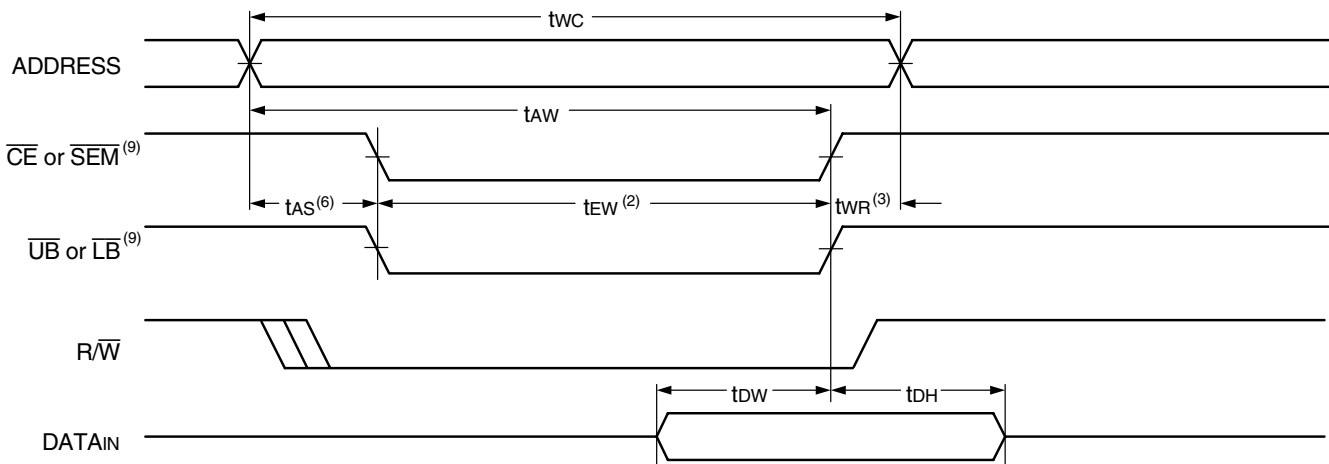 tWC
ADDRESS
tAW
CE or SEM(9)
tAS(6) tEW (2) tWR(3)
UB or LB(9)
R/W
tDW tDH
DATAIN